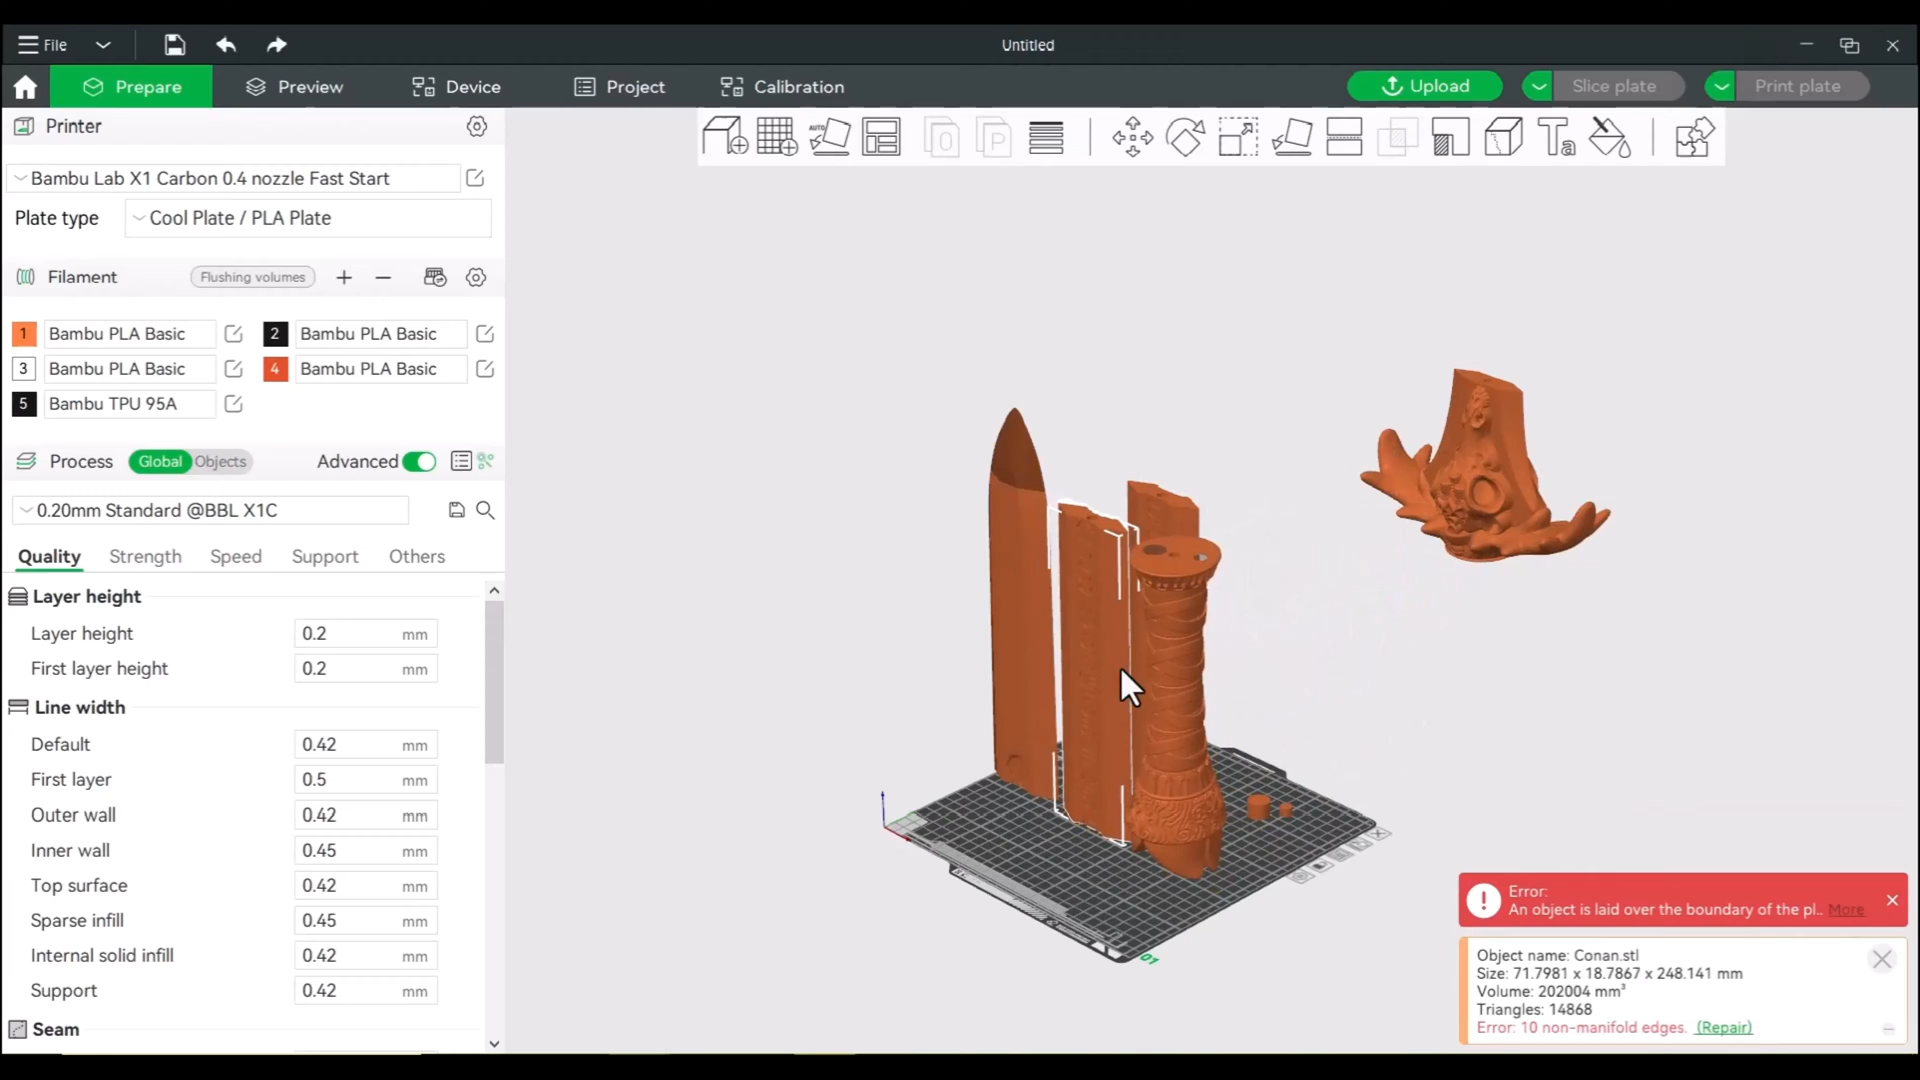 File
Untitled
Prepare
Preview
Device
Project
Calibration
Upload
Slice plate
Print plate
Printer
Bambu Lab X1 Carbon 0.4 nozzle Fast Start
Plate type
Cool Plate / PLA Plate
AUTO
O
P
Ta
Filament
Flushing volumes
1 Bambu PLA Basic
2 Bambu PLA Basic
3 Bambu PLA Basic
4 Bambu PLA Basic
5 Bambu TPU 95A
Process
Global
Objects
Advanced
0.20mm Standard @BBL X1C
Quality
Strength
Speed
Support
Others
Layer height
Layer height 0.2 mm
First layer height 0.2 mm
Line width
Default 0.42 mm
First layer 0.5 mm
Outer wall 0.42 mm
Inner wall 0.45 mm
Top surface 0.42 mm
Sparse infill 0.45 mm
Internal solid infill 0.42 mm
Support 0.42 mm
Seam
01
Error:
An object is laid over the boundary of the pl.. More
Object name: Conan.stl
Size: 71.7981 x 18.7867 x 248.141 mm
Volume: 202004 mm³
Triangles: 14868
Error: 10 non-manifold edges. (Repair)